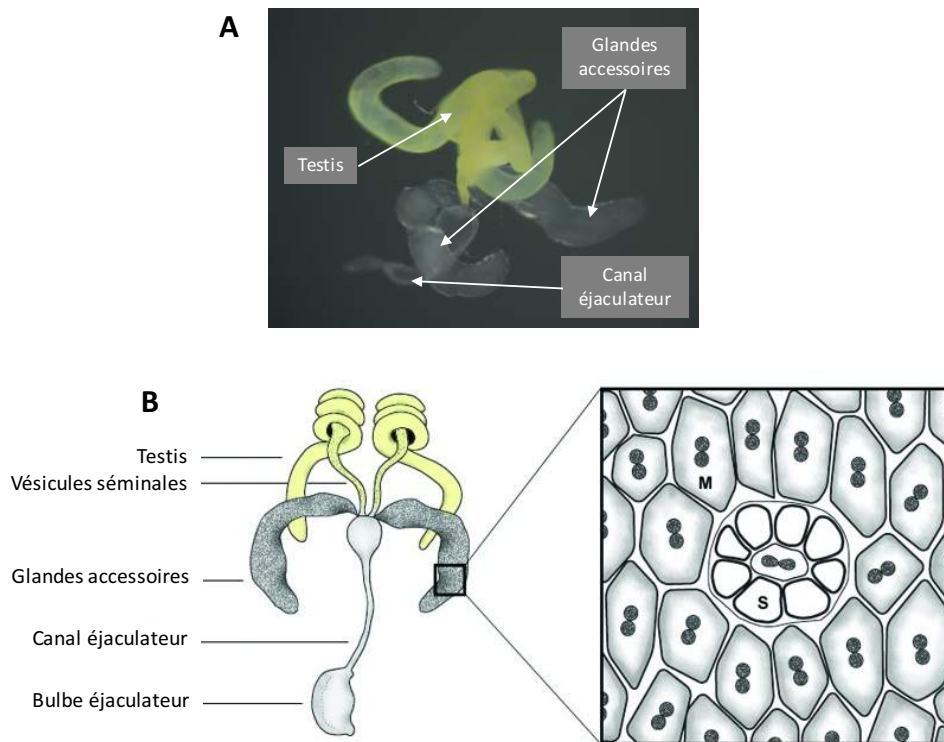 A
Glandes
accessoires
Testis
Canal
éjaculateur
B
Testis
Vésicules séminales
Glandes accessoires
Canal éjaculateur
Bulbe éjaculateur
M
S